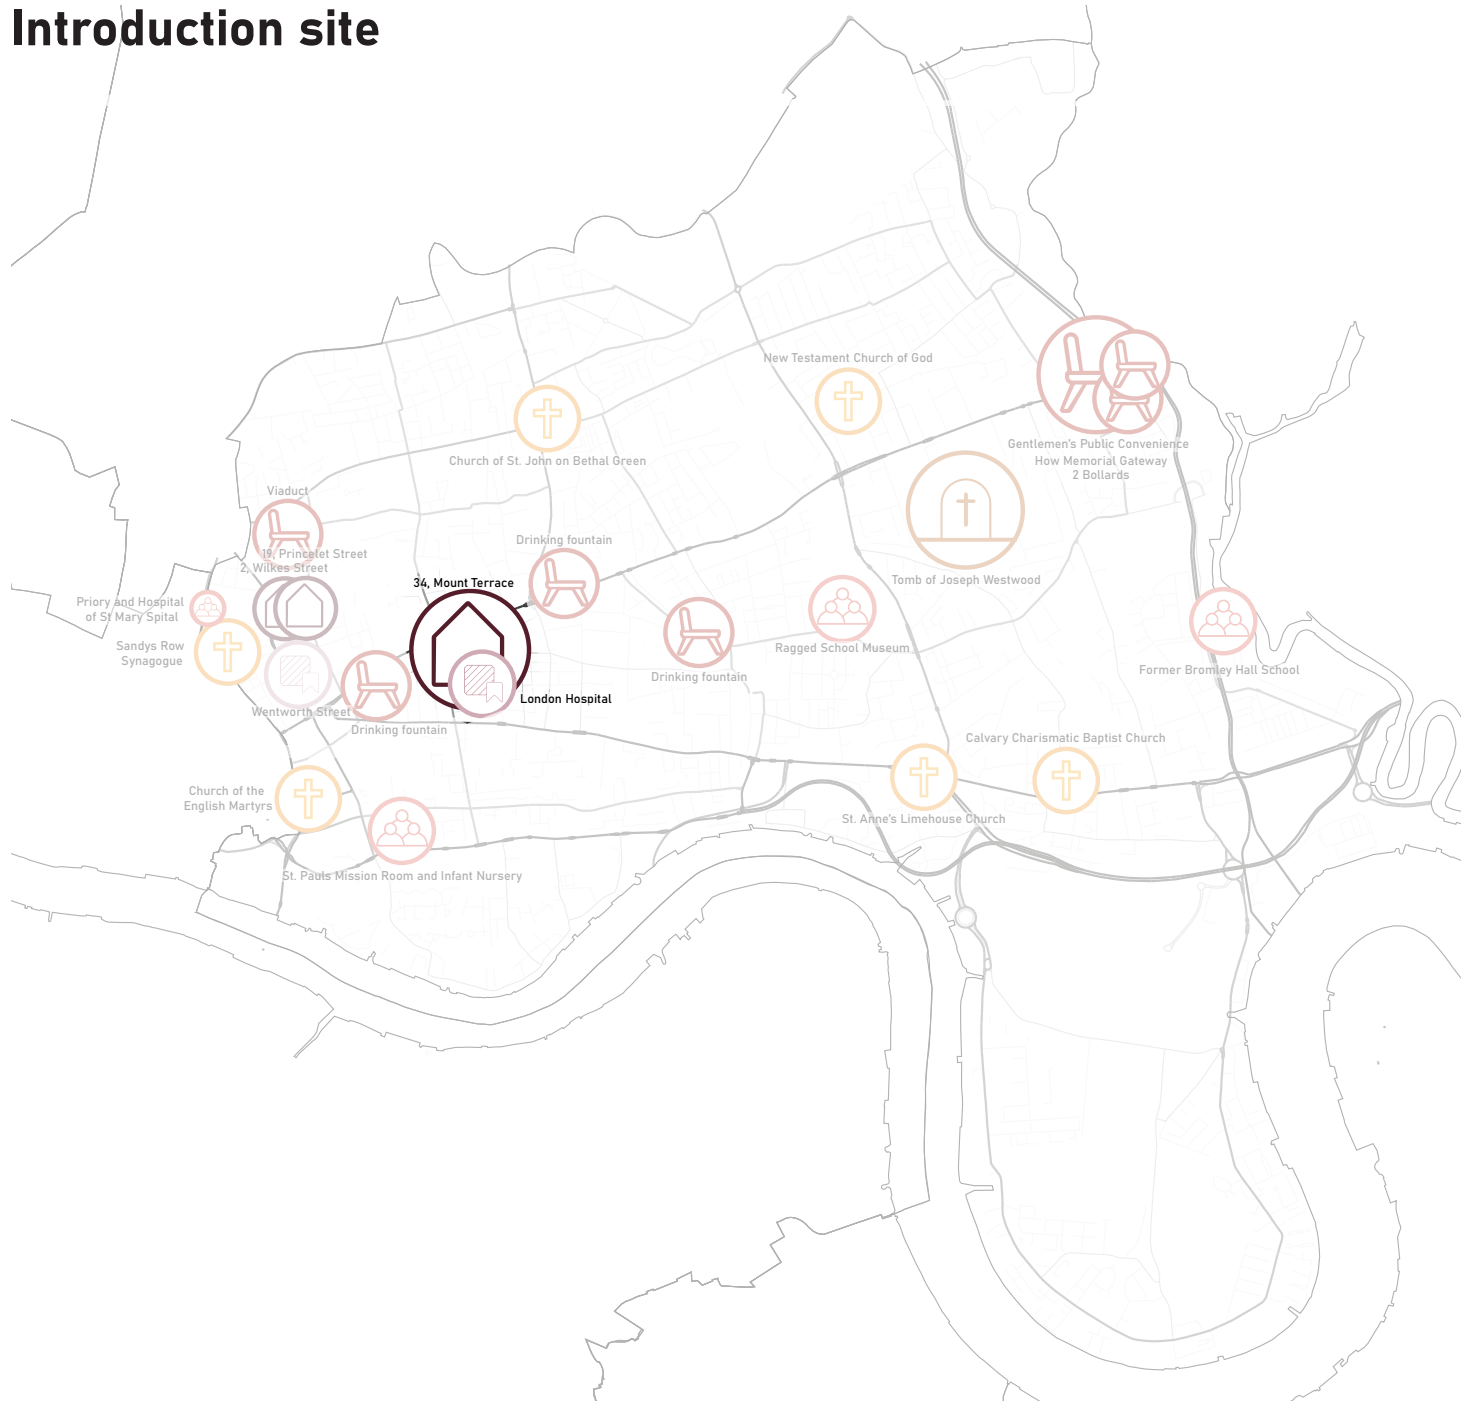 Introduction site
New Testament Church of God
Gentlemen's Public Convenience
How Memorial Gateway
2 Bollards
Church of St. John on Bethal Green
Viaduct
Drinking fountain
19, Princelet Street
2, Wilkes Street
34, Mount Terrace
Tomb of Joseph Westwood
Priory and Hospital
of St Mary Spital
Sandys Row
Synagogue
Ragged School Museum
Drinking fountain
Former Bromley Hall School
London Hospital
Wentworth Street
Drinking fountain
Calvary Charismatic Baptist Church
Church of the
English Martyrs
St. Anne's Limehouse Church
St. Pauls Mission Room and Infant Nursery